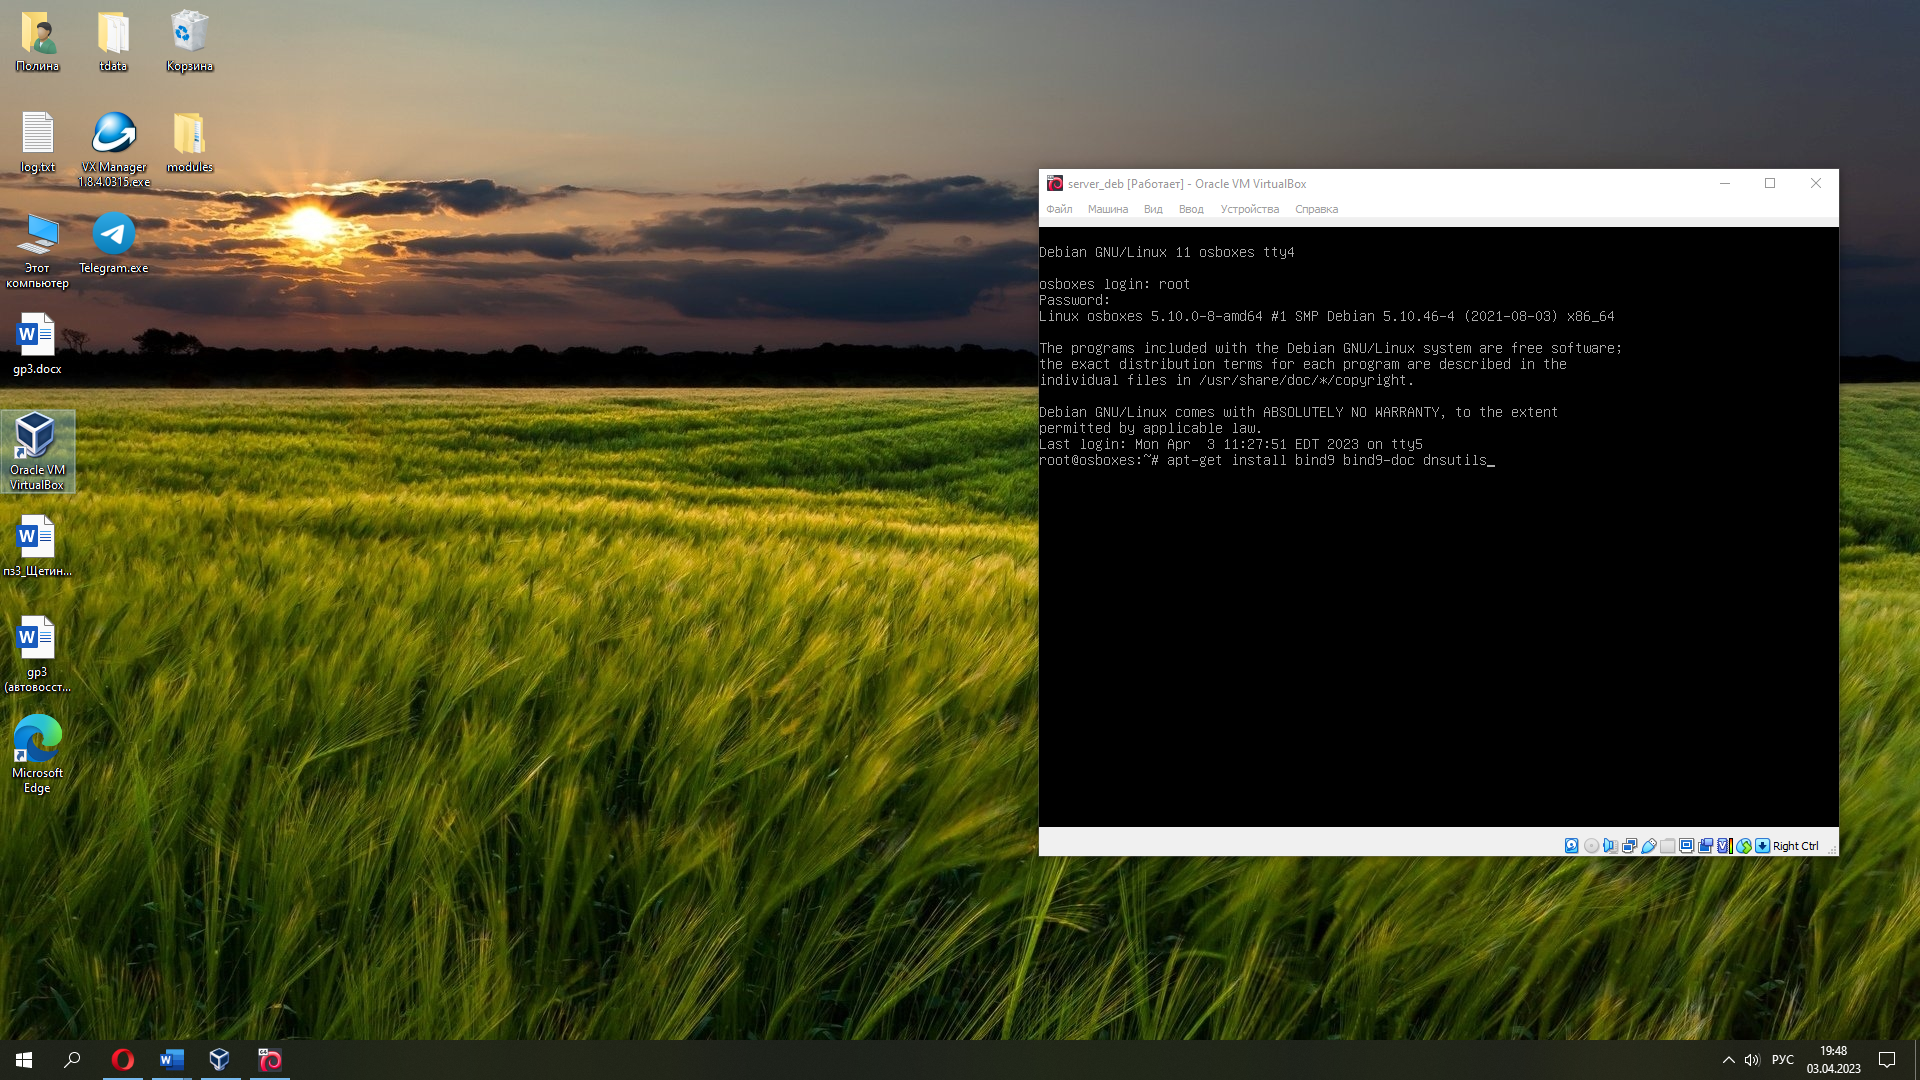 Полина
tdata
Корзина
log.txt
VX Manager
1.8.4.0315.exe
modules
Этот
компьютер
Telegram.exe
gp3.docx
Oracle VM
VirtualBox
пз3_Щетин...
gp3
(автовосст...
Microsoft
Edge
server_deb [Работает] - Oracle VM VirtualBox
Файл Машина Вид Ввод Устройства Справка
Debian GNU/Linux 11 osboxes tty4
osboxes login: root
Password:
Linux osboxes 5.10.0-8-amd64 #1 SMP Debian 5.10.46-4 (2021-08-03) x86_64
The programs included with the Debian GNU/Linux system are free software;
the exact distribution terms for each program are described in the
individual files in /usr/share/doc/*/copyright.
Debian GNU/Linux comes with ABSOLUTELY NO WARRANTY, to the extent
permitted by applicable law.
Last login: Mon Apr  3 11:27:51 EDT 2023 on tty5
root@osboxes:~# apt-get install bind9 bind9-doc dnsutils_
Right Ctrl
РУС
19:48
03.04.2023